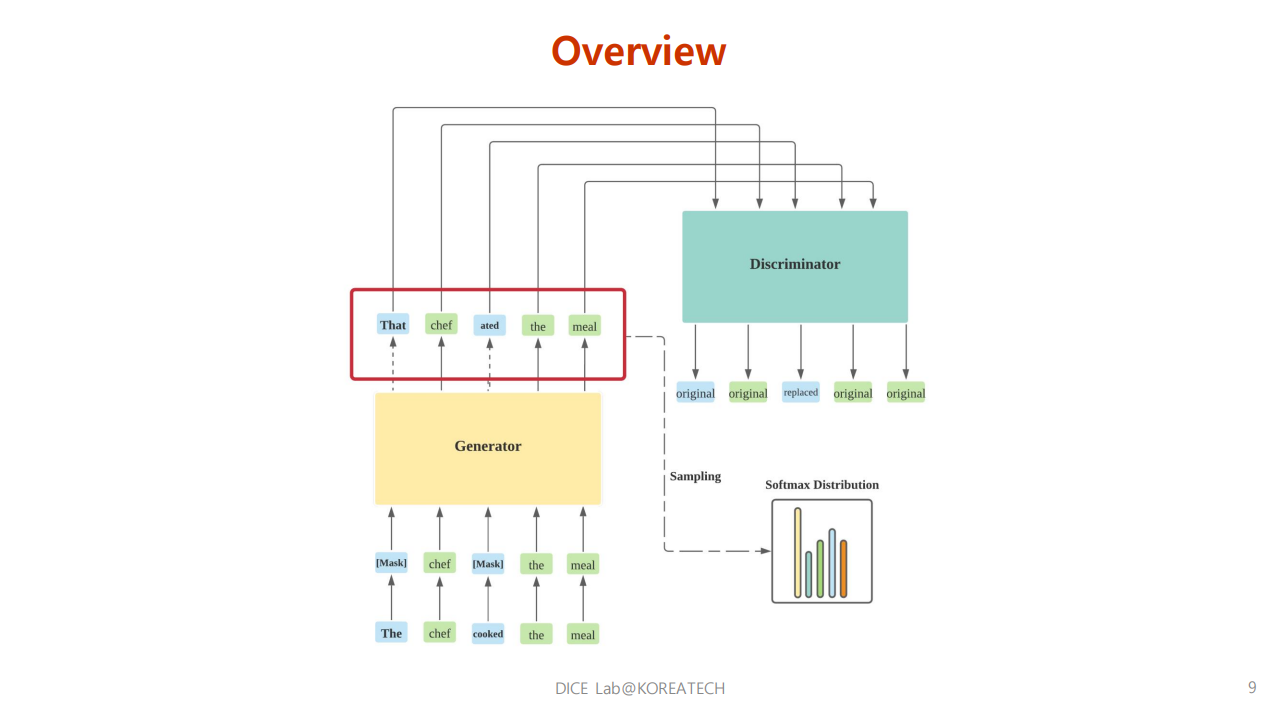 Overview
Discriminator
That chef ated the meal
original original replaced original original
Generator
Sampling
Softmax Distribution
[Mask] chef [Mask] the meal
The chef cooked the meal
DICE Lab@KOREATECH
9